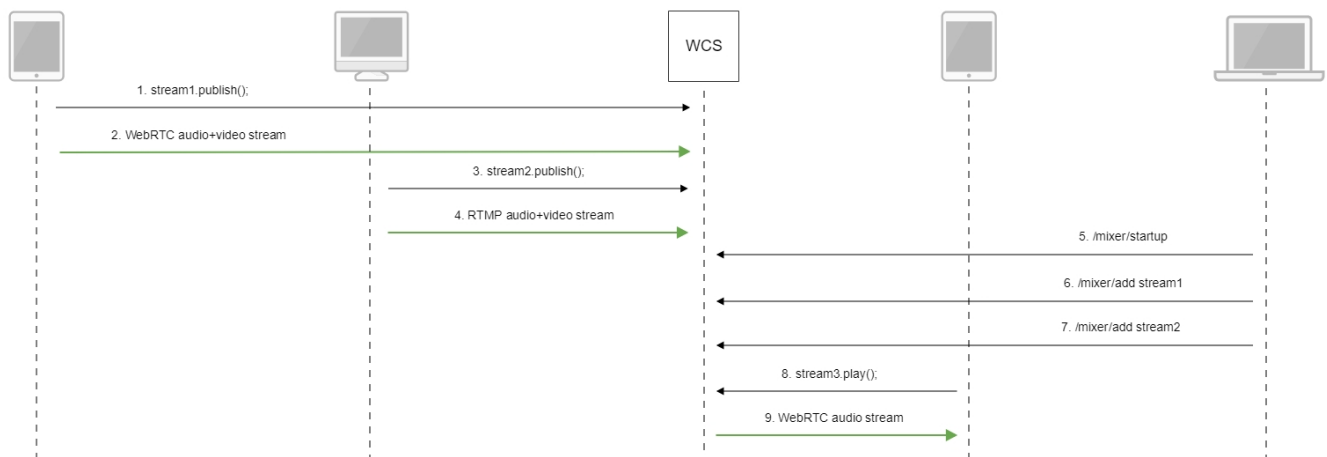 WCS
1. stream1.publish();
2. WebRTC audio+video stream
3. stream2.publish();
4. RTMP audio+video stream
5. /mixer/startup
6. /mixer/add stream1
7. /mixer/add stream2
8. stream3.play();
9. WebRTC audio stream